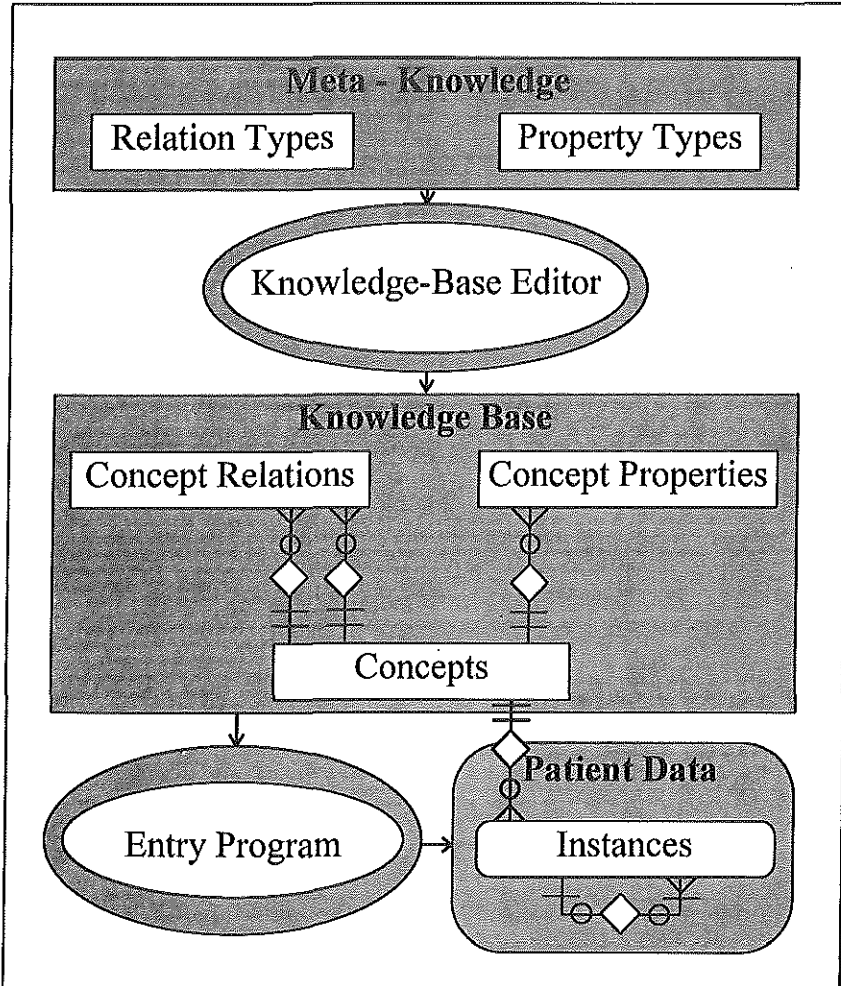 Meta - Knowledge
Relation Types
Property Types
Knowledge-Base Editor
Knowledge Base
Concept Relations
Concept Properties
Concepts
Patient Data
Entry Program
Instances